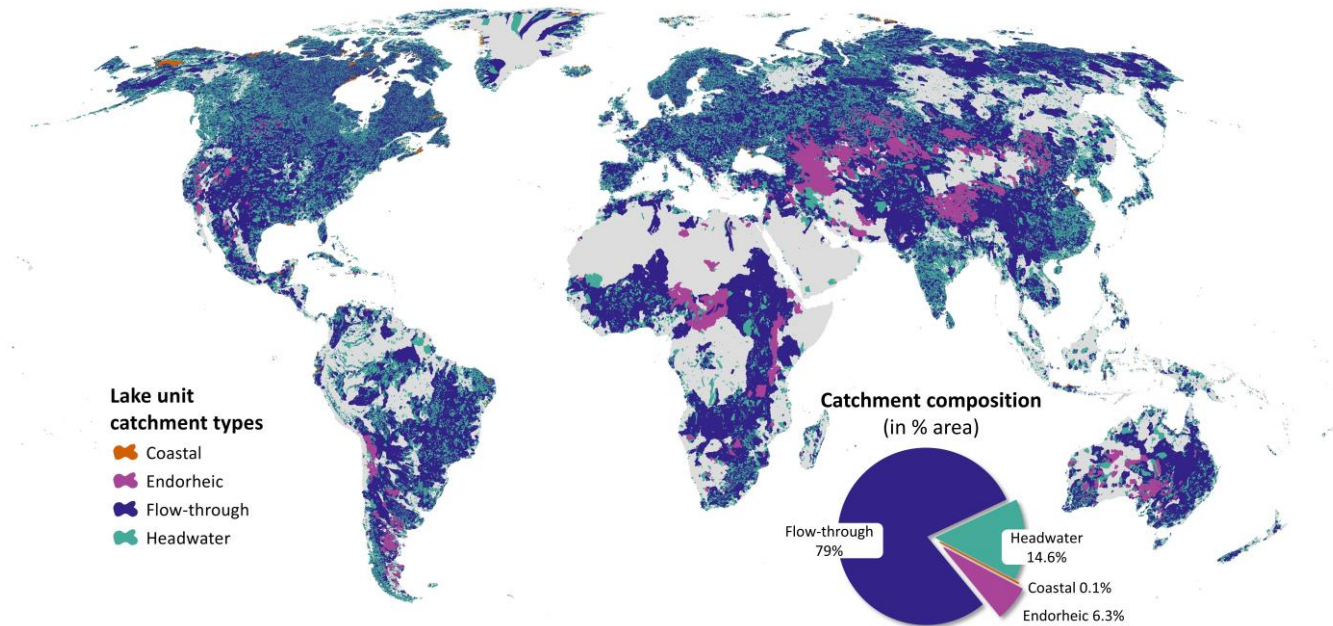 Lake unit
catchment types
Coastal
Endorheic
Flow-through
Headwater
Catchment composition
(in % area)
Flow-through
79%
Headwater
14.6%
Coastal 0.1%
Endorheic 6.3%